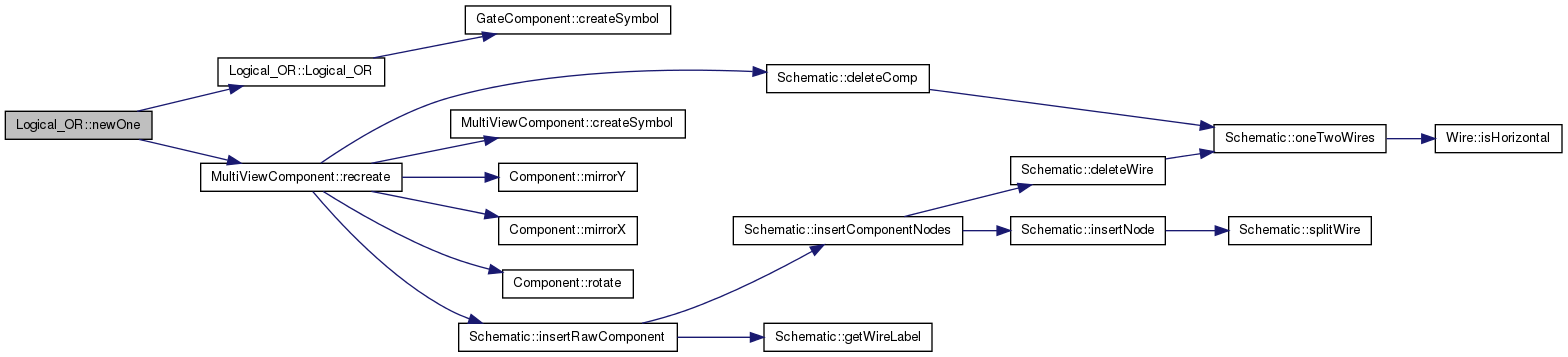 GateComponent::createSymbol
Logical_OR::Logical_OR
Schematic::deleteComp
Logical_OR::newOne
MultiViewComponent::createSymbol
Schematic::oneTwoWires
Wire::isHorizontal
MultiViewComponent::recreate
Component::mirrorY
Schematic::deleteWire
Component::mirrorX
Schematic::insertComponentNodes
Schematic::insertNode
Schematic::splitWire
Component::rotate
Schematic::insertRawComponent
Schematic::getWireLabel